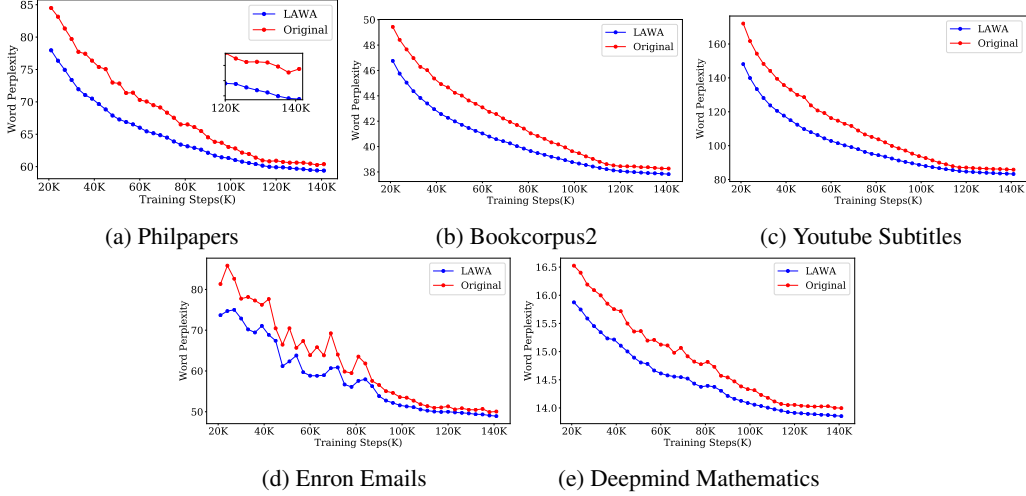 85
80
75
70
65
60
Word Perplexity
20K 40K 60K 80K 100K 120K 140K
Training Steps(K)
LAWA
Original
120K 140K
(a) Philpapers
50
48
46
44
42
40
38
Word Perplexity
20K 40K 60K 80K 100K 120K 140K
Training Steps(K)
LAWA
Original
(b) Bookcorpus2
160
140
120
100
80
Word Perplexity
20K 40K 60K 80K 100K 120K 140K
Training Steps(K)
LAWA
Original
(c) Youtube Subtitles
80
70
60
50
Word Perplexity
20K 40K 60K 80K 100K 120K 140K
Training Steps(K)
LAWA
Original
(d) Enron Emails
16.5
16.0
15.5
15.0
14.5
14.0
Word Perplexity
20K 40K 60K 80K 100K 120K 140K
Training Steps(K)
LAWA
Original
(e) Deepmind Mathematics